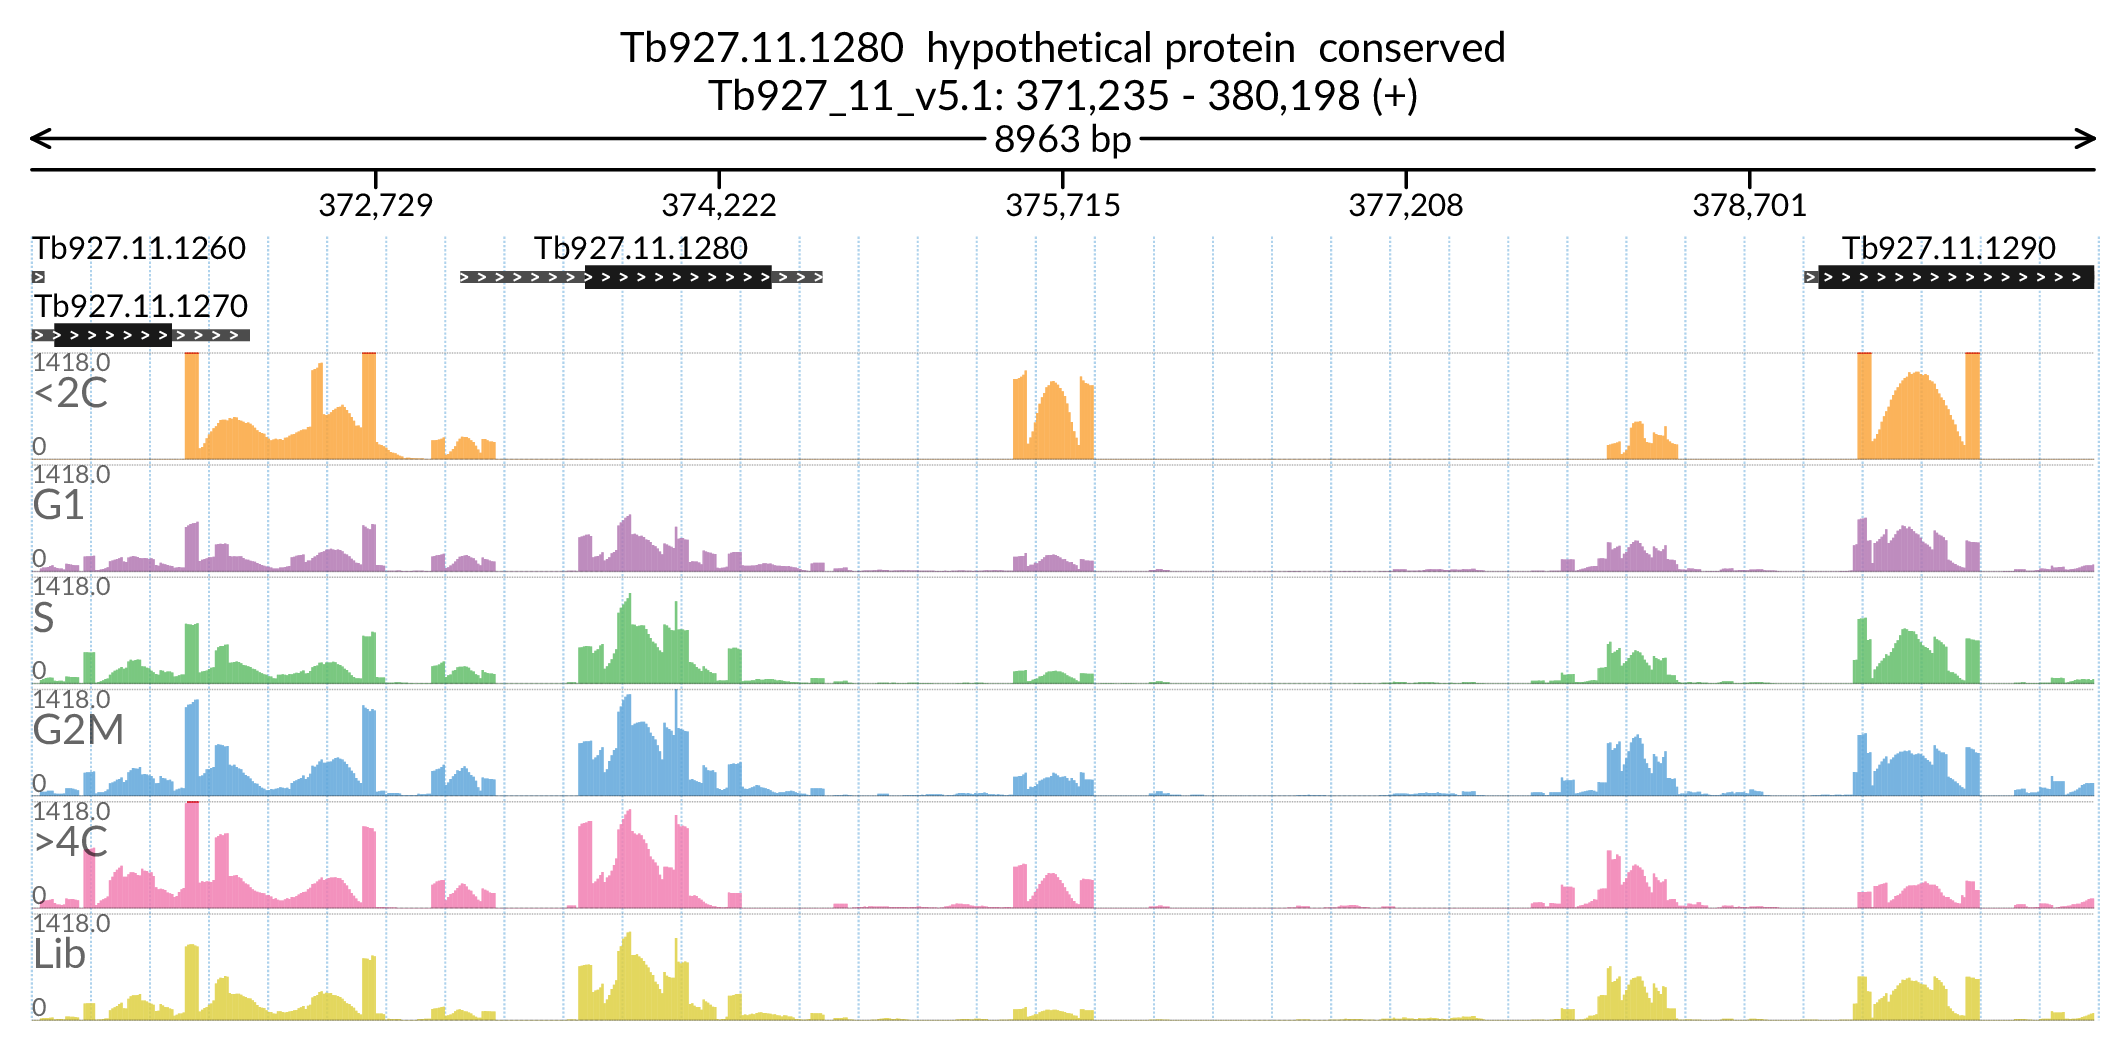 Tb927.11.1280 hypothetical protein conserved
Tb927_11_v5.1: 371,235 - 380,198 (+)
8963 bp
372,729 374,222 375,715 377,208 378,701
Tb927.11.1260 Tb927.11.1280 Tb927.11.1290
Tb927.11.1270
1418.0
<2C
0
1418.0
G1
0
1418.0
S
0
1418.0
G2M
0
1418.0
>4C
0
1418.0
Lib
0